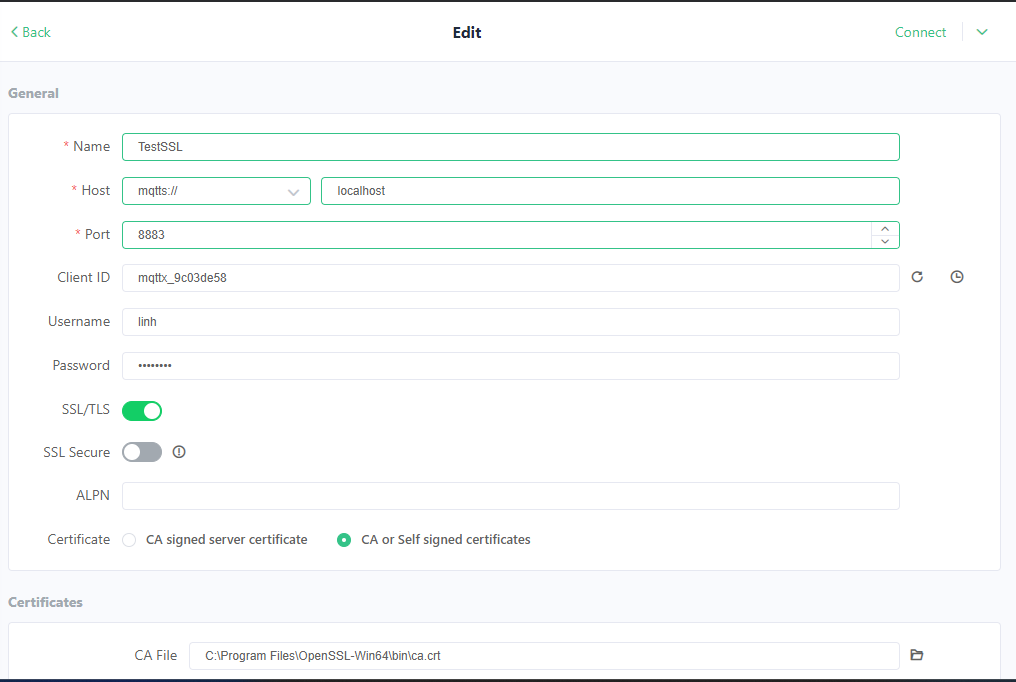 Back Edit Connect
General
* Name TestSSL
* Host mqtts:// localhost
* Port 8883
Client ID mqttx_9c03de58
Username linh
Password ••••••••
SSL/TLS
SSL Secure
ALPN
Certificate CA signed server certificate CA or Self signed certificates
Certificates
CA File C:\Program Files\OpenSSL-Win64\bin\ca.crt